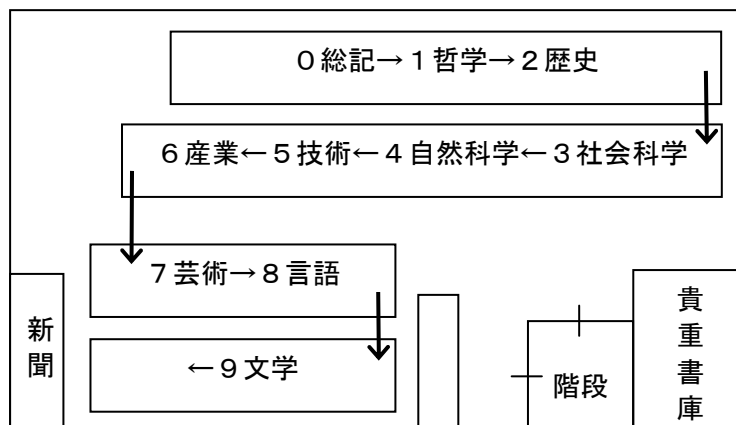 ０総記→１哲学→２歴史
６産業←５技術←４自然科学←３社会科学
７芸術→８言語
←９文学
新聞
階段
貴重書庫